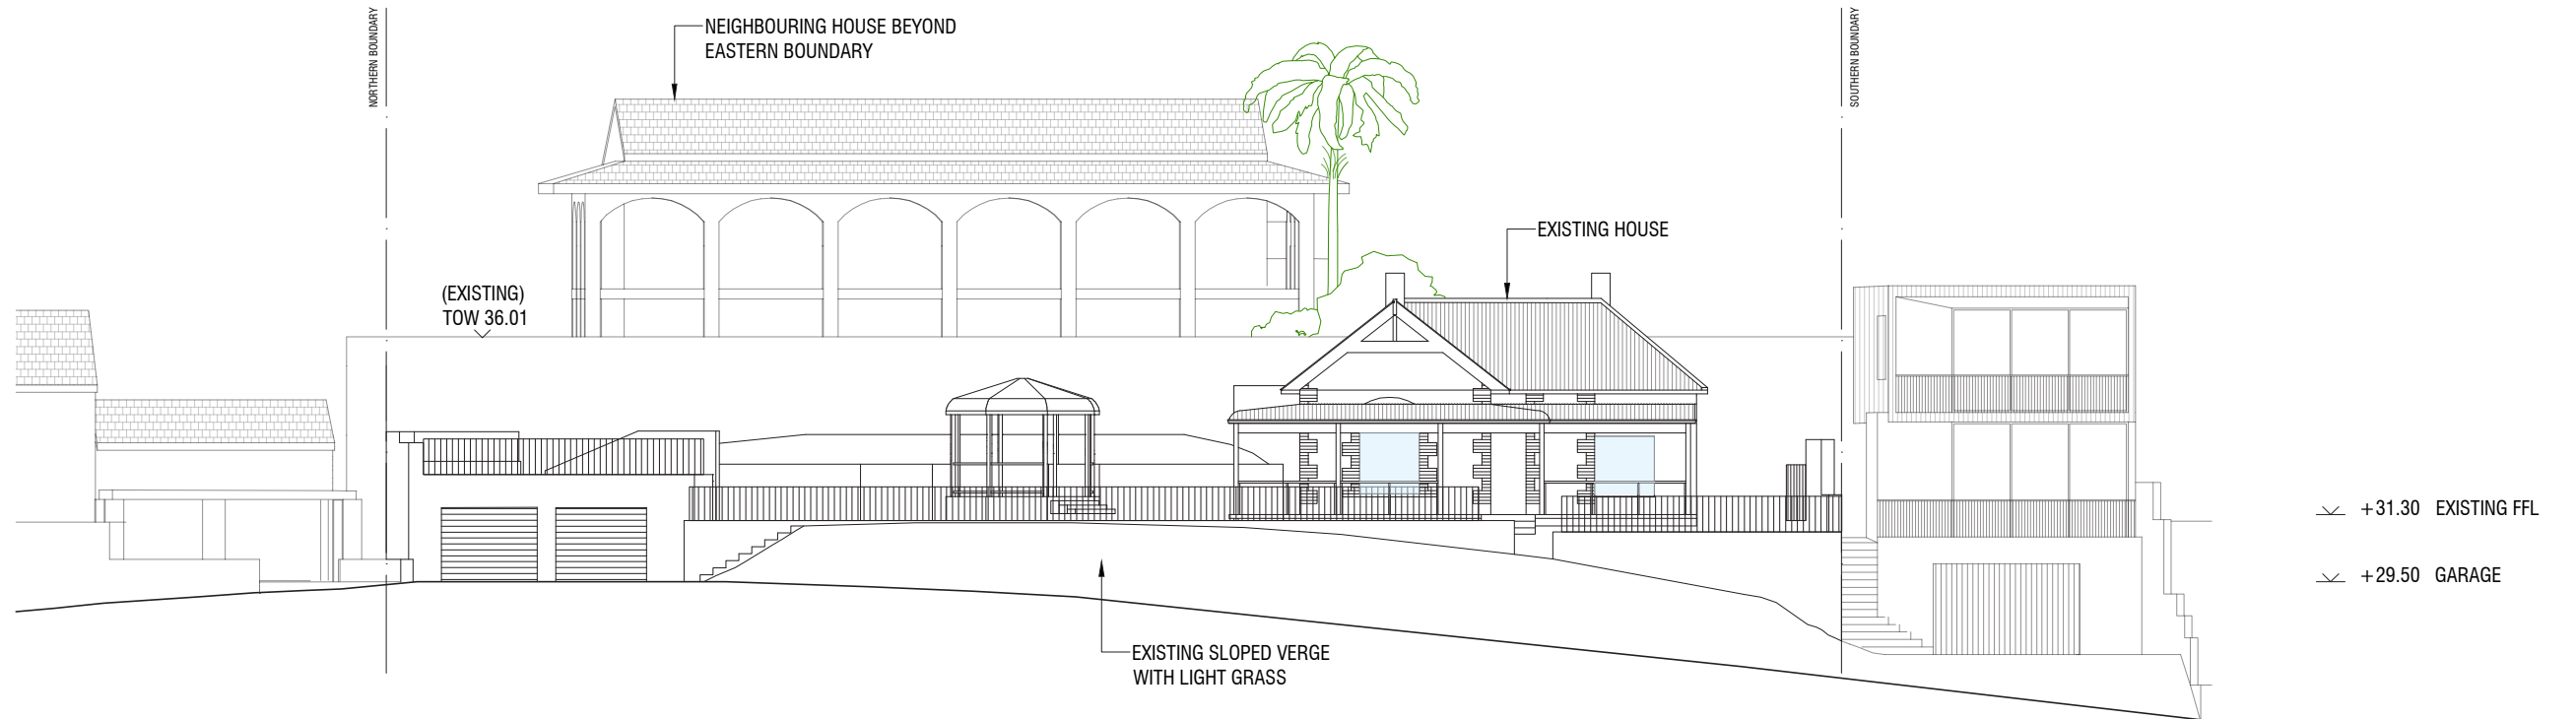 NORTHERN BOUNDARY
NEIGHBOURING HOUSE BEYOND
EASTERN BOUNDARY
SOUTHERN BOUNDARY
EXISTING HOUSE
(EXISTING)
TOW 36.01
+31.30 EXISTING FFL
+29.50 GARAGE
EXISTING SLOPED VERGE
WITH LIGHT GRASS